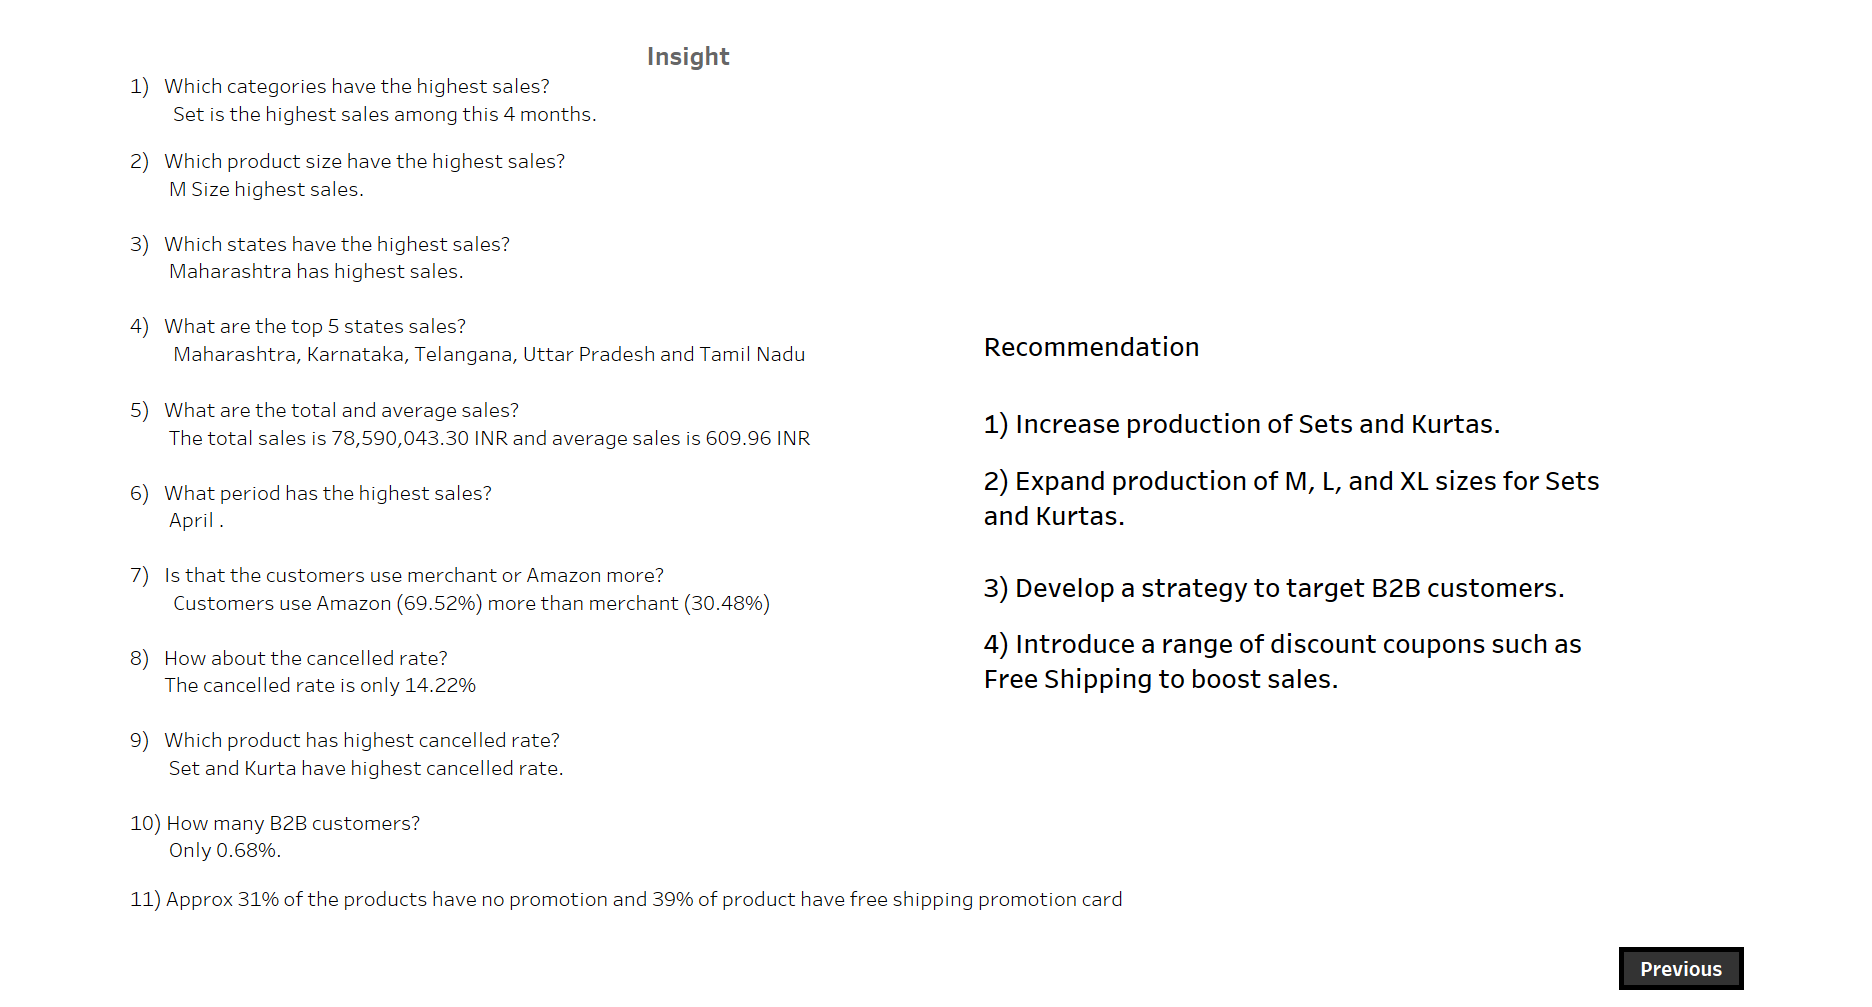 Insight
1) Which categories have the highest sales?
Set is the highest sales among this 4 months.
2) Which product size have the highest sales?
M Size highest sales.
3) Which states have the highest sales?
Maharashtra has highest sales.
4) What are the top 5 states sales?
Maharashtra, Karnataka, Telangana, Uttar Pradesh and Tamil Nadu
5) What are the total and average sales?
The total sales is 78,590,043.30 INR and average sales is 609.96 INR
6) What period has the highest sales?
April .
7) Is that the customers use merchant or Amazon more?
Customers use Amazon (69.52%) more than merchant (30.48%)
8) How about the cancelled rate?
The cancelled rate is only 14.22%
9) Which product has highest cancelled rate?
Set and Kurta have highest cancelled rate.
10) How many B2B customers?
Only 0.68%.
11) Approx 31% of the products have no promotion and 39% of product have free shipping promotion card
Recommendation
1) Increase production of Sets and Kurtas.
2) Expand production of M, L, and XL sizes for Sets
and Kurtas.
3) Develop a strategy to target B2B customers.
4) Introduce a range of discount coupons such as
Free Shipping to boost sales.
Previous